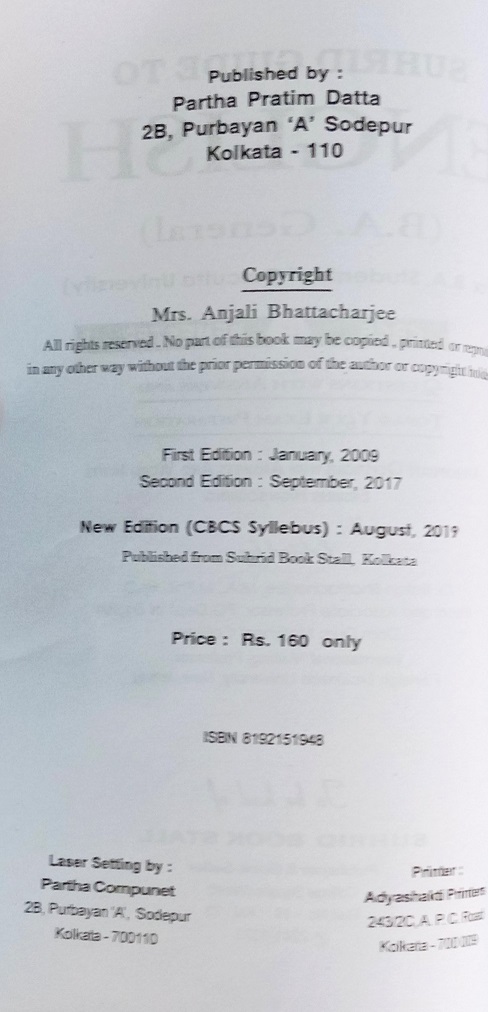 Published by :
Partha Pratim Datta
2B, Purbayan 'A' Sodepur
Kolkata - 110
Copyright
Mrs. Anjali Bhattacharjee
All rights reserved. No part of this book may be copied, printed or
in any other way without the prior permission of the author or copyright
First Edition : January, 2009
Second Edition : September, 2017
New Edition (CBCS Syllabus) : August, 2019
Published from Suhrid Book Stall, Kolkata
Price : Rs. 160 only
ISBN 8192151948
Laser Setting by :
Partha Compunet
2B, Purbayan 'A', Sodepur
Kolkata - 700110
Printer :
Adyashakti Printers
243/2C, A. P. C. Road
Kolkata - 700 009